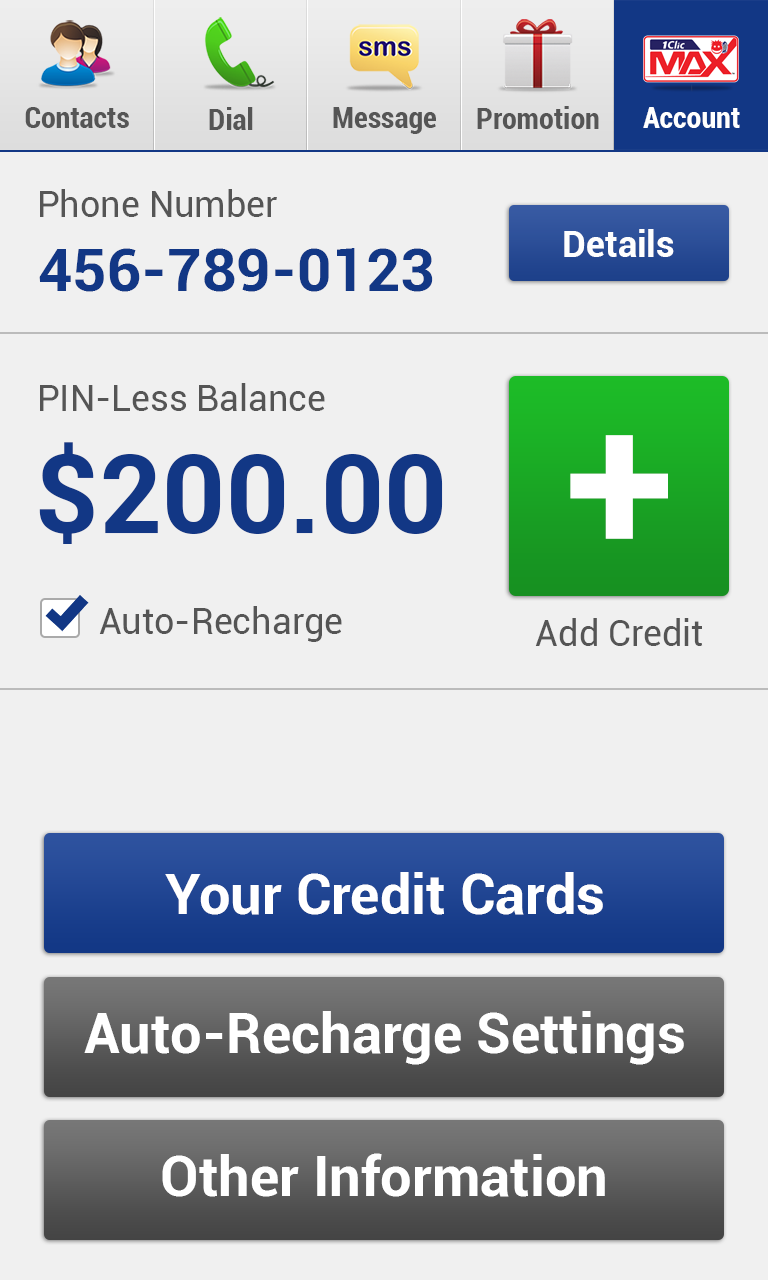 Contacts
Dial
sms
Message
Promotion
1Clic
MAX
Account
Phone Number
456-789-0123
Details
PIN-Less Balance
$200.00
Auto-Recharge
Add Credit
Your Credit Cards
Auto-Recharge Settings
Other Information